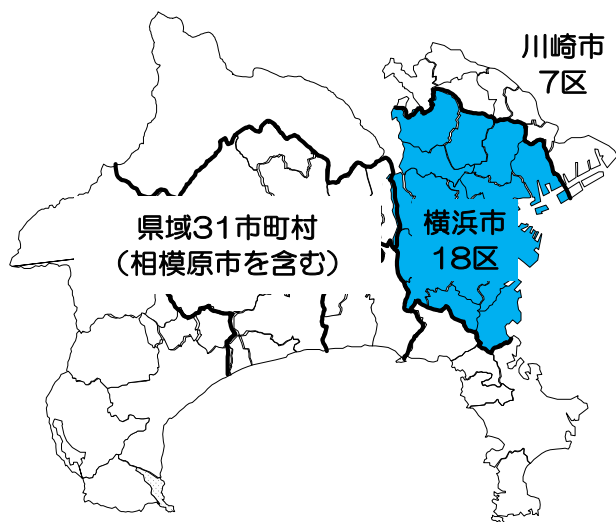 川崎市
7区
県域31市町村
（相模原市を含む）
横浜市
18区